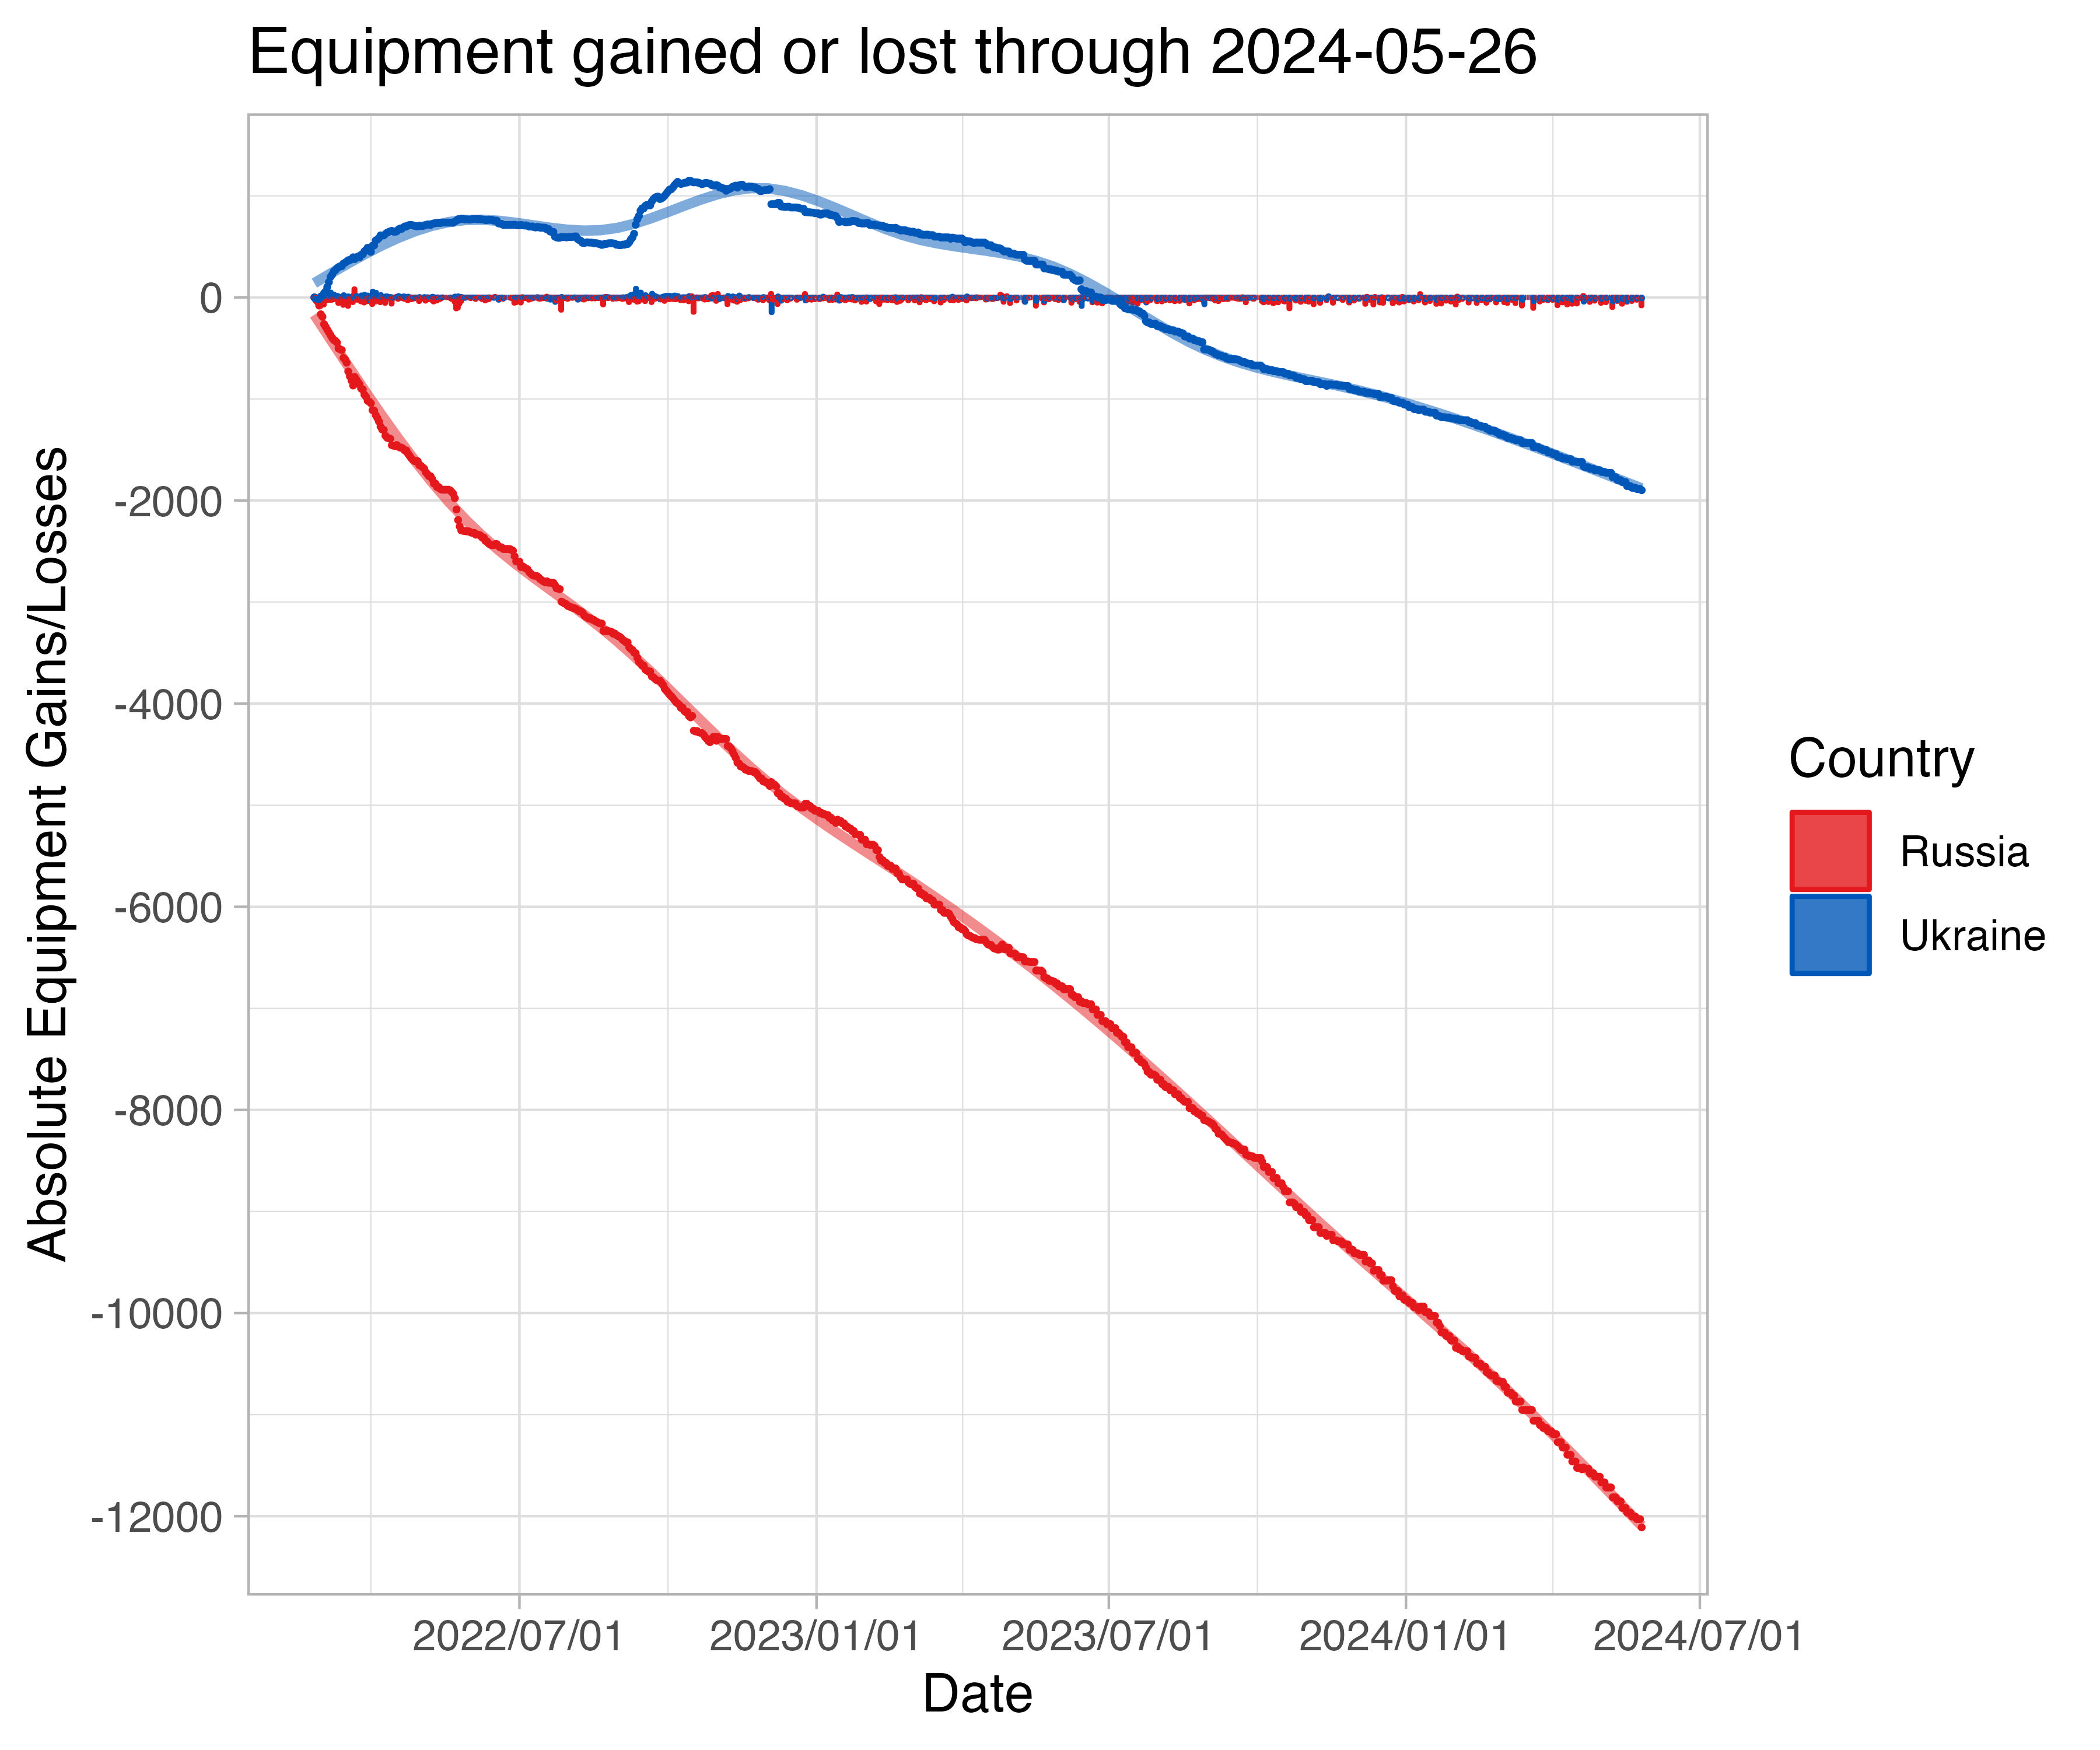 Equipment gained or lost through 2024-05-26
Absolute Equipment Gains/Losses
0
-2000
-4000
-6000
-8000
-10000
-12000
2022/07/01
2023/01/01
2023/07/01
2024/01/01
2024/07/01
Date
Country
Russia
Ukraine